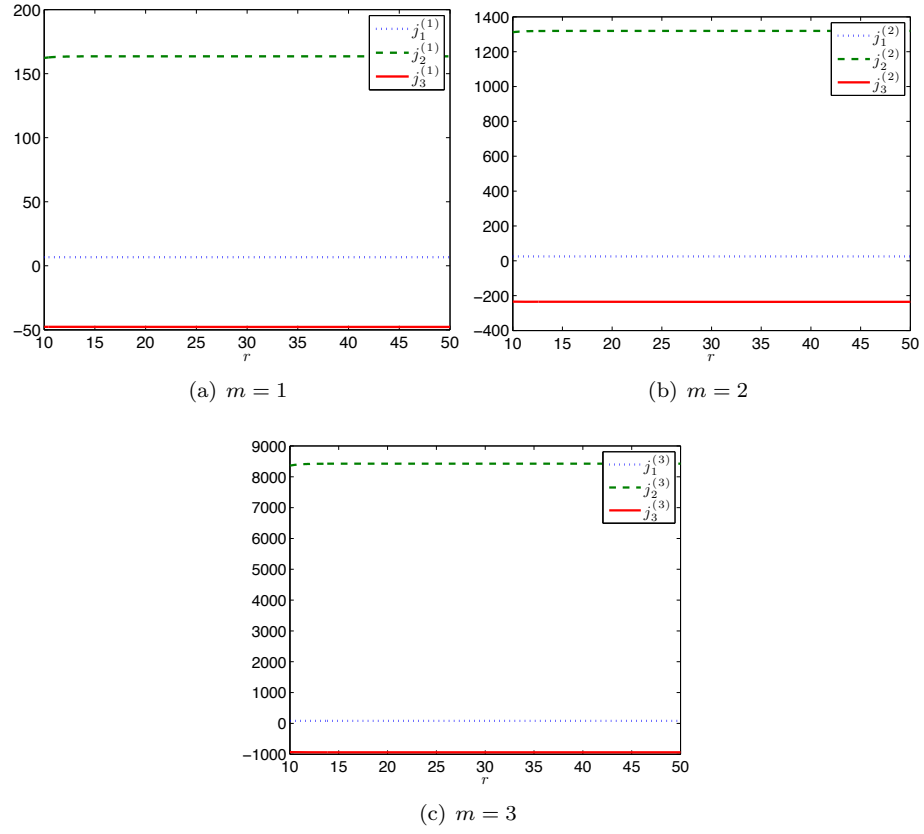 200
150
100
50
0
−50
10 15 20 25 30 35 40 45 50
r
j_1^{(1)}
j_2^{(1)}
j_3^{(1)}
(a) m = 1
1400
1200
1000
800
600
400
200
0
−200
−400
10 15 20 25 30 35 40 45 50
r
j_1^{(2)}
j_2^{(2)}
j_3^{(2)}
(b) m = 2
9000
8000
7000
6000
5000
4000
3000
2000
1000
0
−1000
10 15 20 25 30 35 40 45 50
r
j_1^{(3)}
j_2^{(3)}
j_3^{(3)}
(c) m = 3